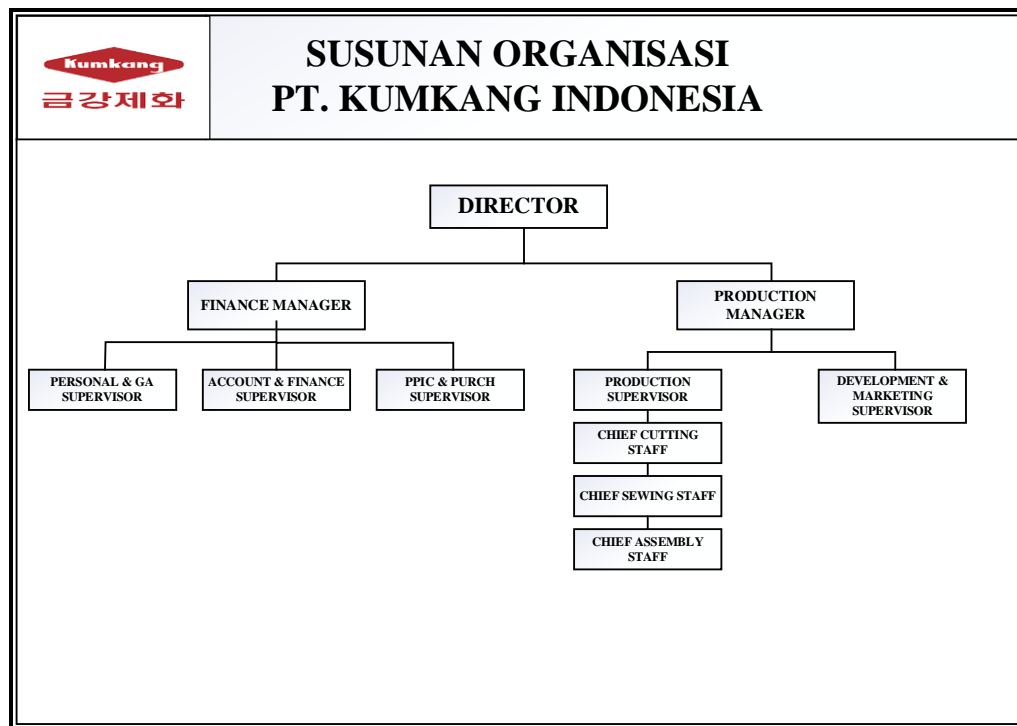 Kumkang
금강제화
SUSUNAN ORGANISASI
PT. KUMKANG INDONESIA
DIRECTOR
FINANCE MANAGER
PRODUCTION
MANAGER
PERSONAL & GA
SUPERVISOR
ACCOUNT & FINANCE
SUPERVISOR
PPIC & PURCH
SUPERVISOR
PRODUCTION
SUPERVISOR
DEVELOPMENT &
MARKETING
SUPERVISOR
CHIEF CUTTING
STAFF
CHIEF SEWING STAFF
CHIEF ASSEMBLY
STAFF